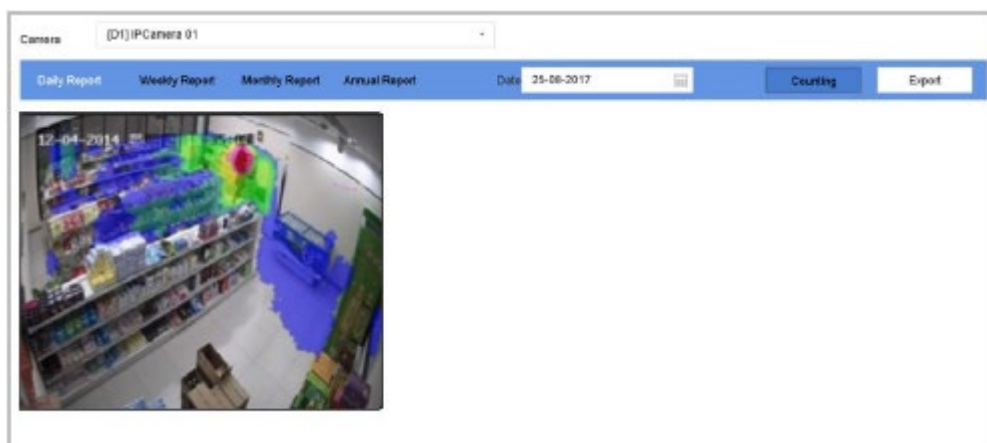 Camera [D1] IPCamera 01
Daily Report Weekly Report Monthly Report Annual Report Date 25-08-2017 Counting Export
12-04-2014